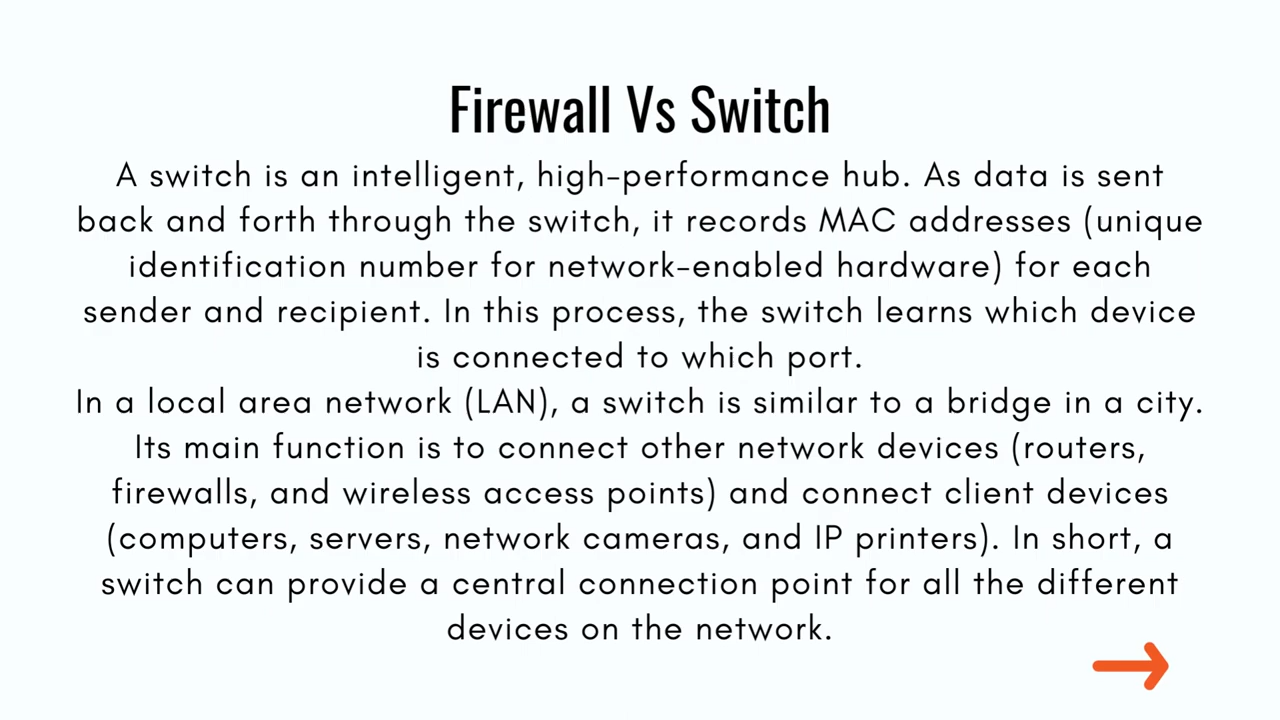 Firewall Vs Switch
A switch is an intelligent, high-performance hub. As data is sent
back and forth through the switch, it records MAC addresses (unique
identification number for network-enabled hardware) for each
sender and recipient. In this process, the switch learns which device
is connected to which port.
In a local area network (LAN), a switch is similar to a bridge in a city.
Its main function is to connect other network devices (routers,
firewalls, and wireless access points) and connect client devices
(computers, servers, network cameras, and IP printers). In short, a
switch can provide a central connection point for all the different
devices on the network.